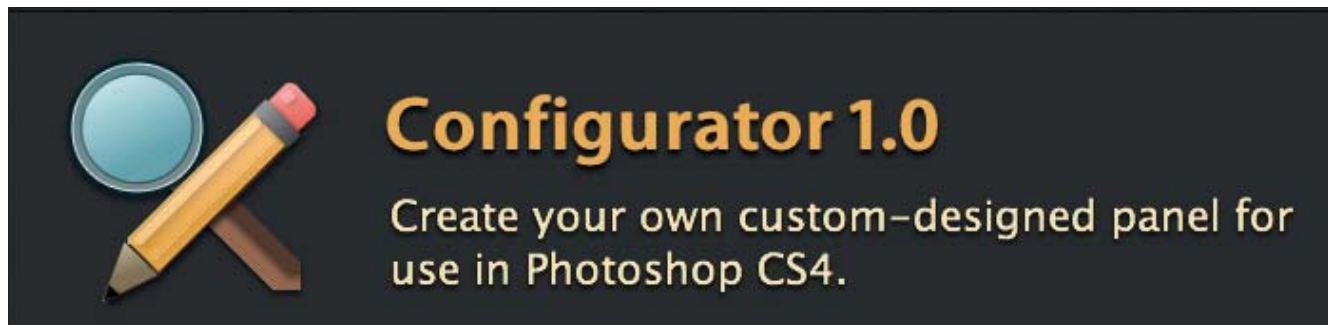 Configurator 1.0
Create your own custom-designed panel for
use in Photoshop CS4.